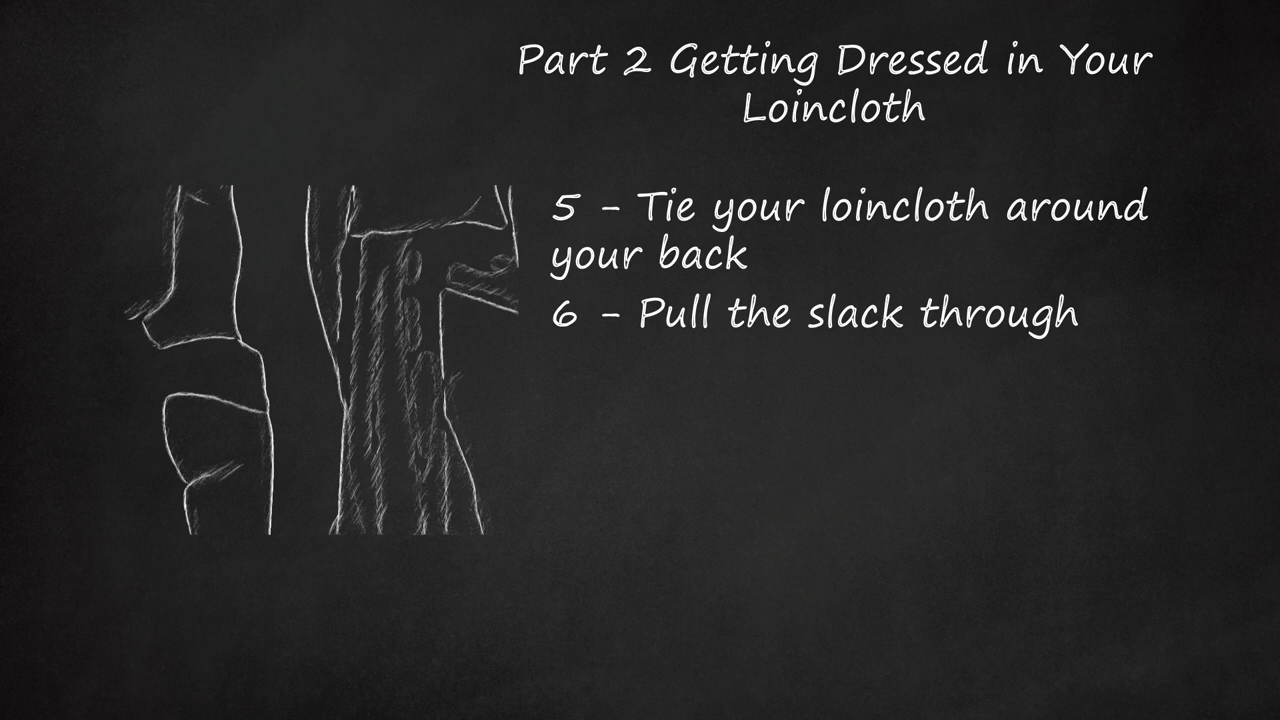 Part 2 Getting Dressed in Your
Loincloth
5 - Tie your loincloth around
your back
6 - Pull the slack through